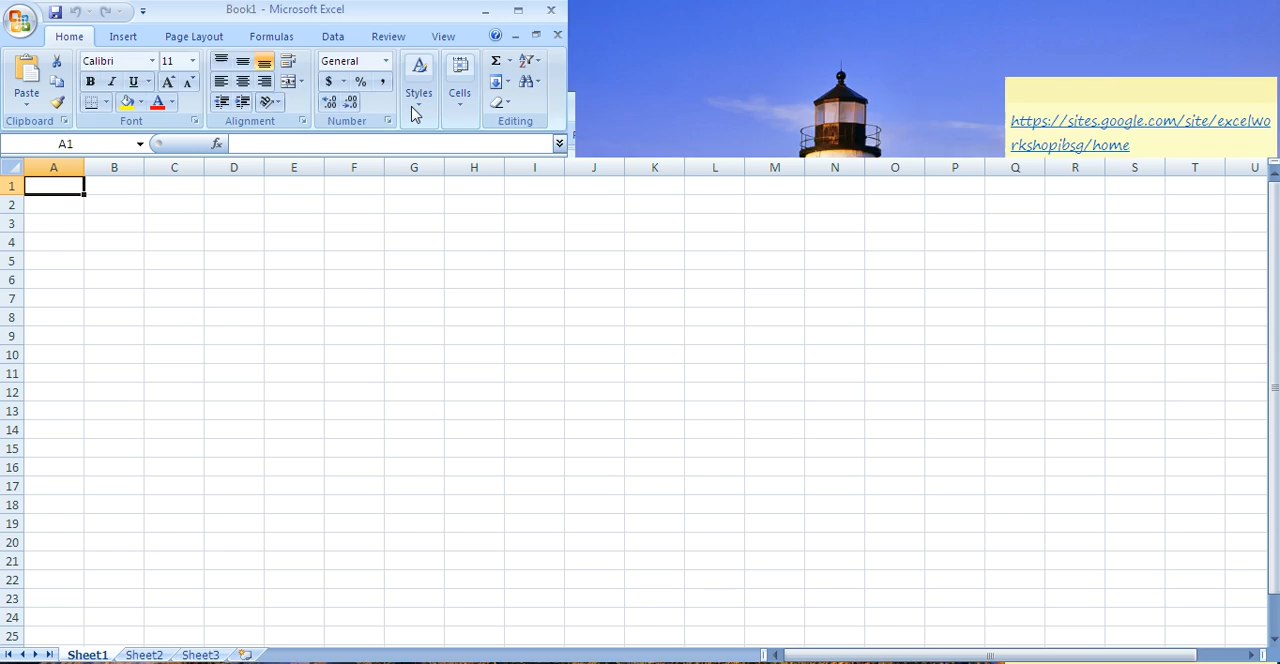 Book1 - Microsoft Excel
Home Insert Page Layout Formulas Data Review View
Paste Calibri 11 General Styles Cells
B I U A A $ % , Σ
Clipboard Font Alignment Number Editing
A1 fx
https://sites.google.com/site/excelwo
rkshopibsg/home
A B C D E F G H I J K L M N O P Q R S T U
1
2
3
4
5
6
7
8
9
10
11
12
13
14
15
16
17
18
19
20
21
22
23
24
25
Sheet1 Sheet2 Sheet3